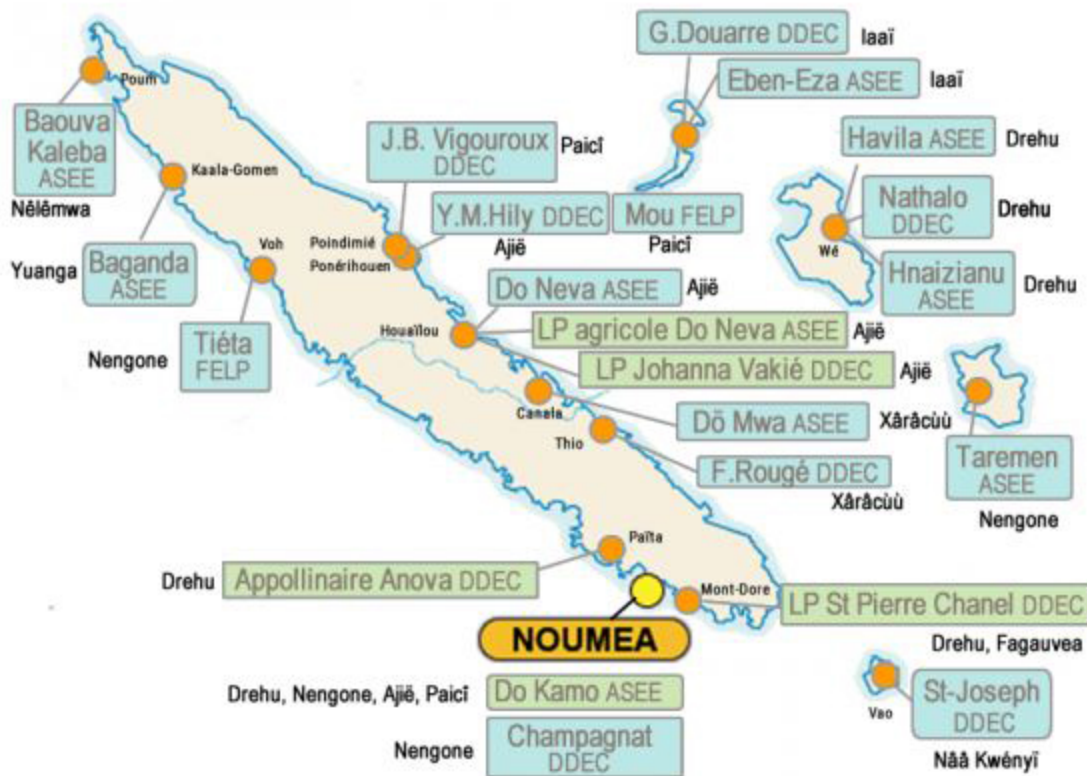 G.Douarre DDEC
Iaaï
Eben-Eza ASEE
Iaaï
Poum
Baouva
Kaleba
ASEE
Nêlêmwa
J.B. Vigouroux
DDEC
Paicî
Havila ASEE
Drehu
Kaala-Gomen
Y.M.Hily DDEC
Ajië
Mou FELP
Paicî
Nathalo
DDEC
Drehu
Wé
Voh
Poindimié
Ponérihouen
Yuanga
Baganda
ASEE
Hnaizianu
ASEE
Drehu
Do Neva ASEE
Ajië
Houaïlou
LP agricole Do Neva ASEE
Ajië
Nengone
Tiéta
FELP
LP Johanna Vakié DDEC
Ajië
Canala
Dö Mwa ASEE
Xârâcùù
Thio
F.Rougé DDEC
Xârâcùù
Taremen
ASEE
Nengone
Païta
Drehu
Appollinaire Anova DDEC
Mont-Dore
LP St Pierre Chanel DDEC
Drehu, Fagauvea
NOUMEA
Drehu, Nengone, Ajië, Paicî
Do Kamo ASEE
Nengone
Champagnat
DDEC
Vao
St-Joseph
DDEC
Nââ Kwényï